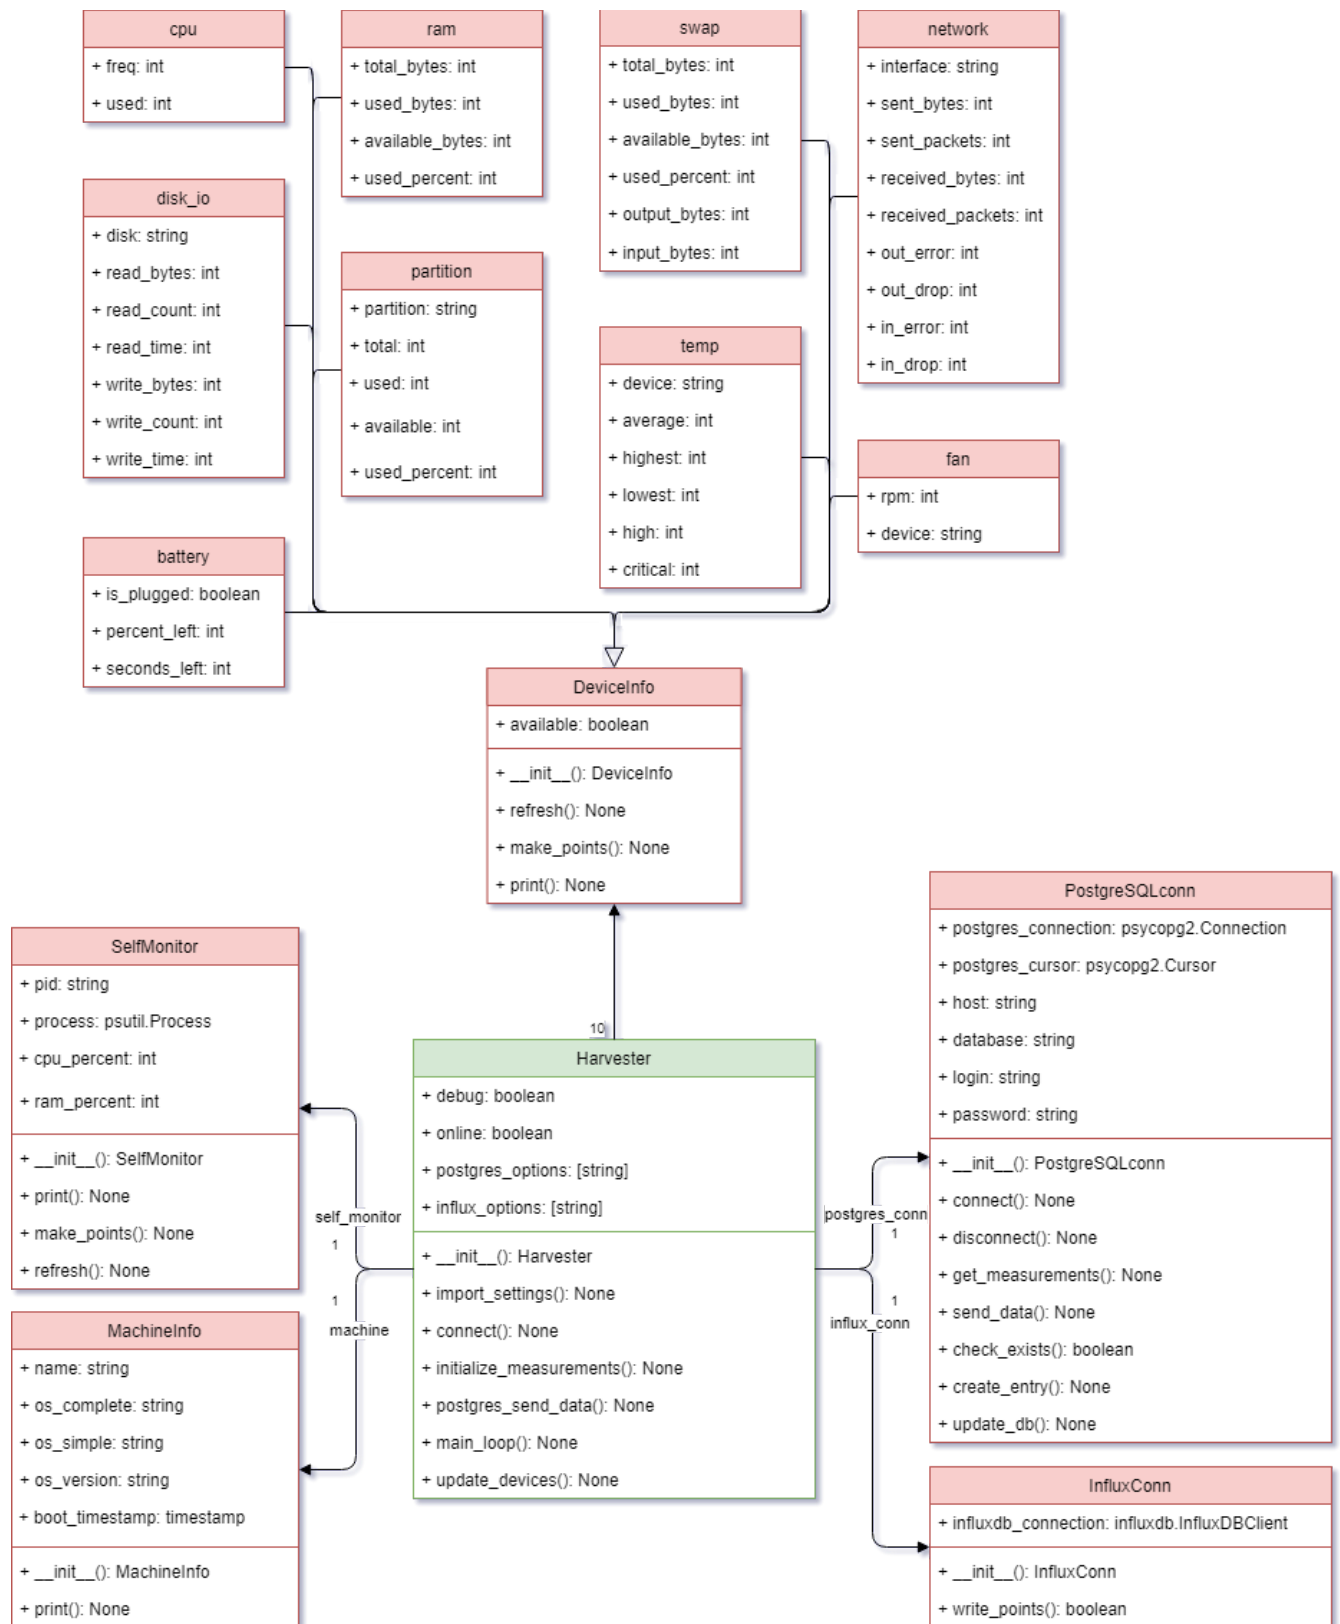 cpu
+ freq: int
+ used: int
ram
+ total_bytes: int
+ used_bytes: int
+ available_bytes: int
+ used_percent: int
swap
+ total_bytes: int
+ used_bytes: int
+ available_bytes: int
+ used_percent: int
+ output_bytes: int
+ input_bytes: int
network
+ interface: string
+ sent_bytes: int
+ sent_packets: int
+ received_bytes: int
+ received_packets: int
+ out_error: int
+ out_drop: int
+ in_error: int
+ in_drop: int
disk_io
+ disk: string
+ read_bytes: int
+ read_count: int
+ read_time: int
+ write_bytes: int
+ write_count: int
+ write_time: int
partition
+ partition: string
+ total: int
+ used: int
+ available: int
+ used_percent: int
temp
+ device: string
+ average: int
+ highest: int
+ lowest: int
+ high: int
+ critical: int
fan
+ rpm: int
+ device: string
battery
+ is_plugged: boolean
+ percent_left: int
+ seconds_left: int
DeviceInfo
+ available: boolean
+ __init__(): DeviceInfo
+ refresh(): None
+ make_points(): None
+ print(): None
SelfMonitor
+ pid: string
+ process: psutil.Process
+ cpu_percent: int
+ ram_percent: int
+ __init__(): SelfMonitor
+ print(): None
+ make_points(): None
+ refresh(): None
10
Harvester
+ debug: boolean
+ online: boolean
+ postgres_options: [string]
+ influx_options: [string]
+ __init__(): Harvester
+ import_settings(): None
+ connect(): None
+ initialize_measurements(): None
+ postgres_send_data(): None
+ main_loop(): None
+ update_devices(): None
self_monitor
1
1
machine
postgres_conn
1
1
influx_conn
PostgreSQLconn
+ postgres_connection: psycopg2.Connection
+ postgres_cursor: psycopg2.Cursor
+ host: string
+ database: string
+ login: string
+ password: string
+ __init__(): PostgreSQLconn
+ connect(): None
+ disconnect(): None
+ get_measurements(): None
+ send_data(): None
+ check_exists(): boolean
+ create_entry(): None
+ update_db(): None
MachineInfo
+ name: string
+ os_complete: string
+ os_simple: string
+ os_version: string
+ boot_timestamp: timestamp
+ __init__(): MachineInfo
+ print(): None
InfluxConn
+ influxdb_connection: influxdb.InfluxDBClient
+ __init__(): InfluxConn
+ write_points(): boolean